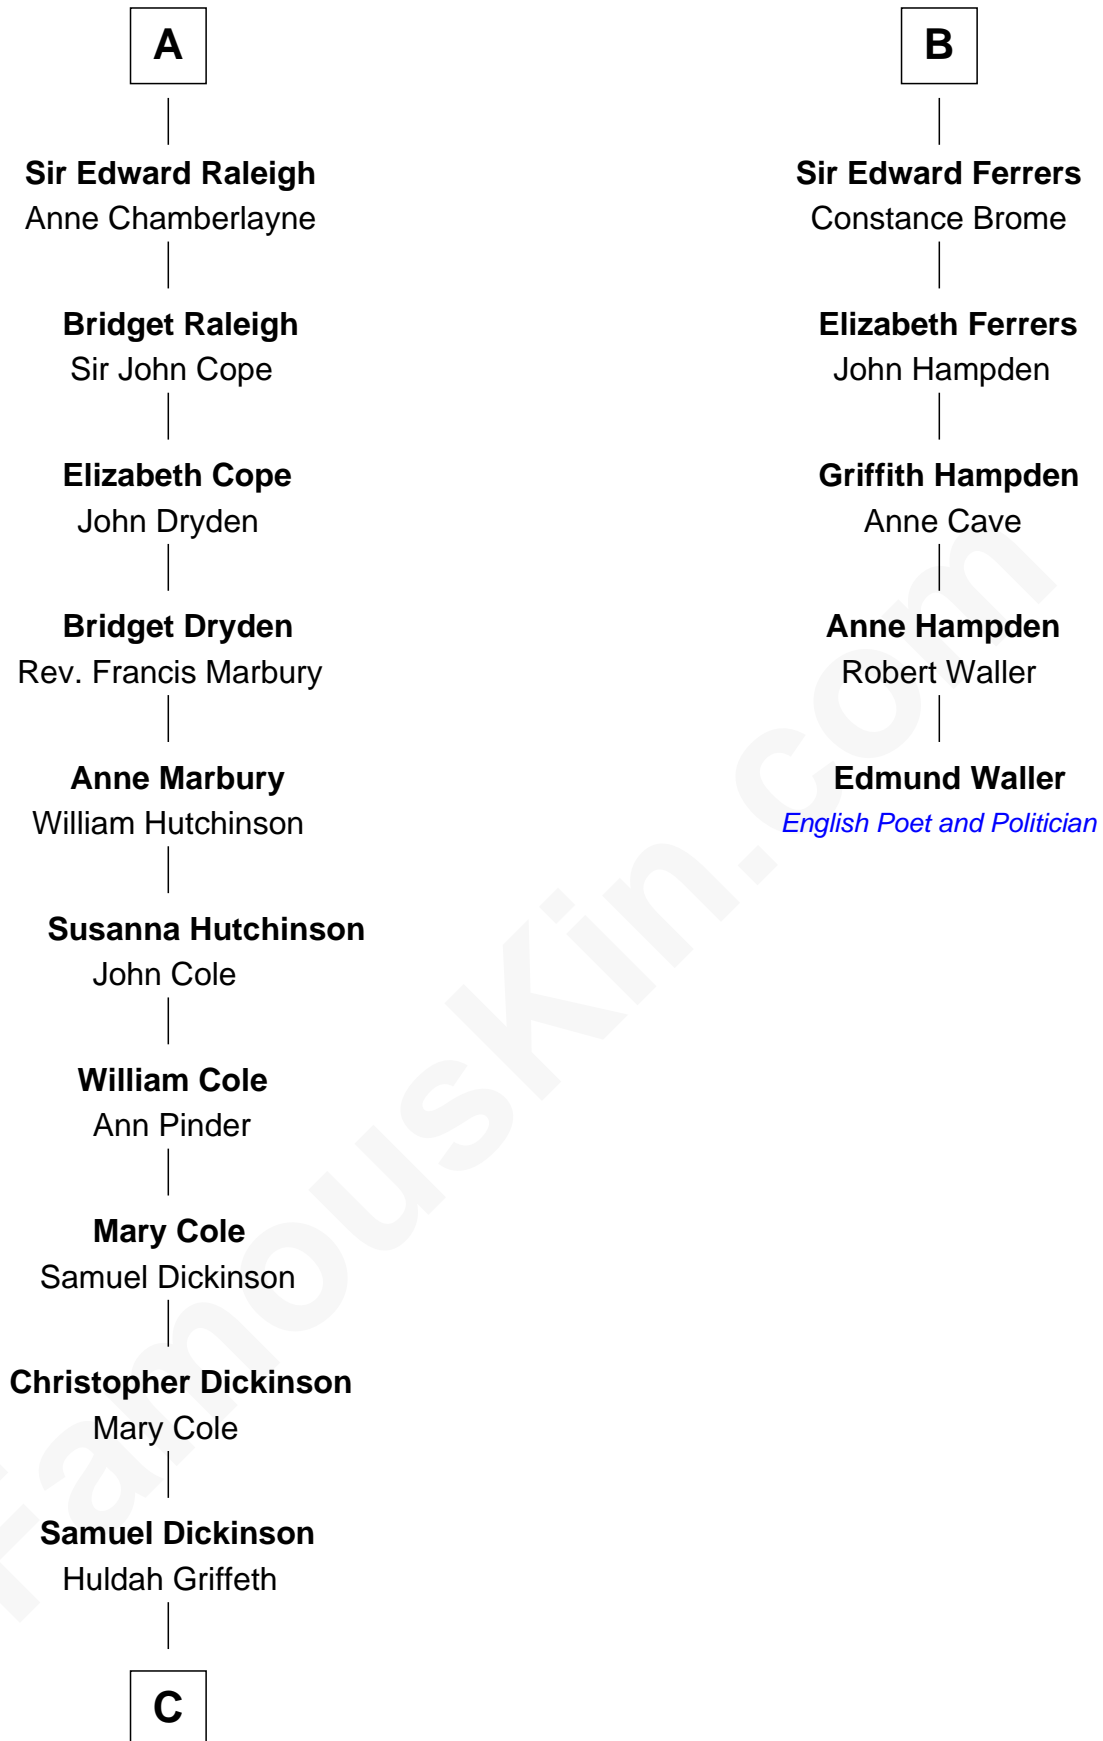 A
Sir Edward Raleigh
Anne Chamberlayne
Bridget Raleigh
Sir John Cope
Elizabeth Cope
John Dryden
Bridget Dryden
Rev. Francis Marbury
Anne Marbury
William Hutchinson
Susanna Hutchinson
John Cole
William Cole
Ann Pinder
Mary Cole
Samuel Dickinson
Christopher Dickinson
Mary Cole
Samuel Dickinson
Huldah Griffeth
C
B
Sir Edward Ferrers
Constance Brome
Elizabeth Ferrers
John Hampden
Griffith Hampden
Anne Cave
Anne Hampden
Robert Waller
Edmund Waller
English Poet and Politician
FamousKin.com